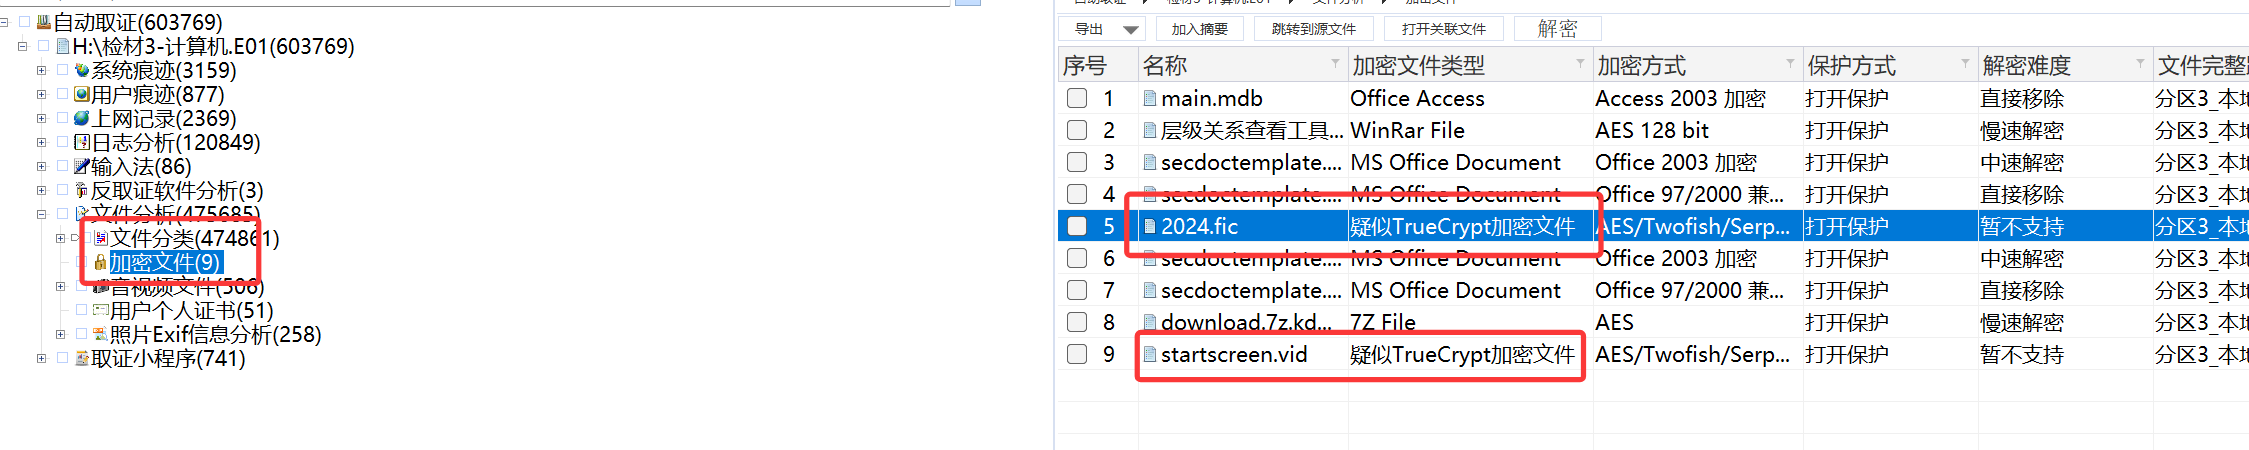 自动取证(603769)
H:\检材3-计算机.E01(603769)
系统痕迹(3159)
用户痕迹(877)
上网记录(2369)
日志分析(120849)
输入法(86)
反取证软件分析(3)
文件分析(475685)
文件分类(474861)
加密文件(9)
音视频文件(506)
用户个人证书(51)
照片Exif信息分析(258)
取证小程序(741)
自动取证 检材3-计算机.E01 文件分析 加密文件
导出 加入摘要 跳转到源文件 打开关联文件 解密
序号 名称 加密文件类型 加密方式 保护方式 解密难度 文件完整
1 main.mdb Office Access Access 2003 加密 打开保护 直接移除 分区3_本
2 层级关系查看工具... WinRar File AES 128 bit 打开保护 慢速解密 分区3_本
3 secdoctemplate.... MS Office Document Office 2003 加密 打开保护 中速解密 分区3_本
4 secdoctemplate.... MS Office Document Office 97/2000 兼... 打开保护 直接移除 分区3_本
5 2024.fic 疑似TrueCrypt加密文件 AES/Twofish/Serp... 打开保护 暂不支持 分区3_本
6 secdoctemplate.... MS Office Document Office 2003 加密 打开保护 中速解密 分区3_本
7 secdoctemplate.... MS Office Document Office 97/2000 兼... 打开保护 直接移除 分区3_本
8 download.7z.kd... 7Z File AES 打开保护 慢速解密 分区3_本
9 startscreen.vid 疑似TrueCrypt加密文件 AES/Twofish/Serp... 打开保护 暂不支持 分区3_本